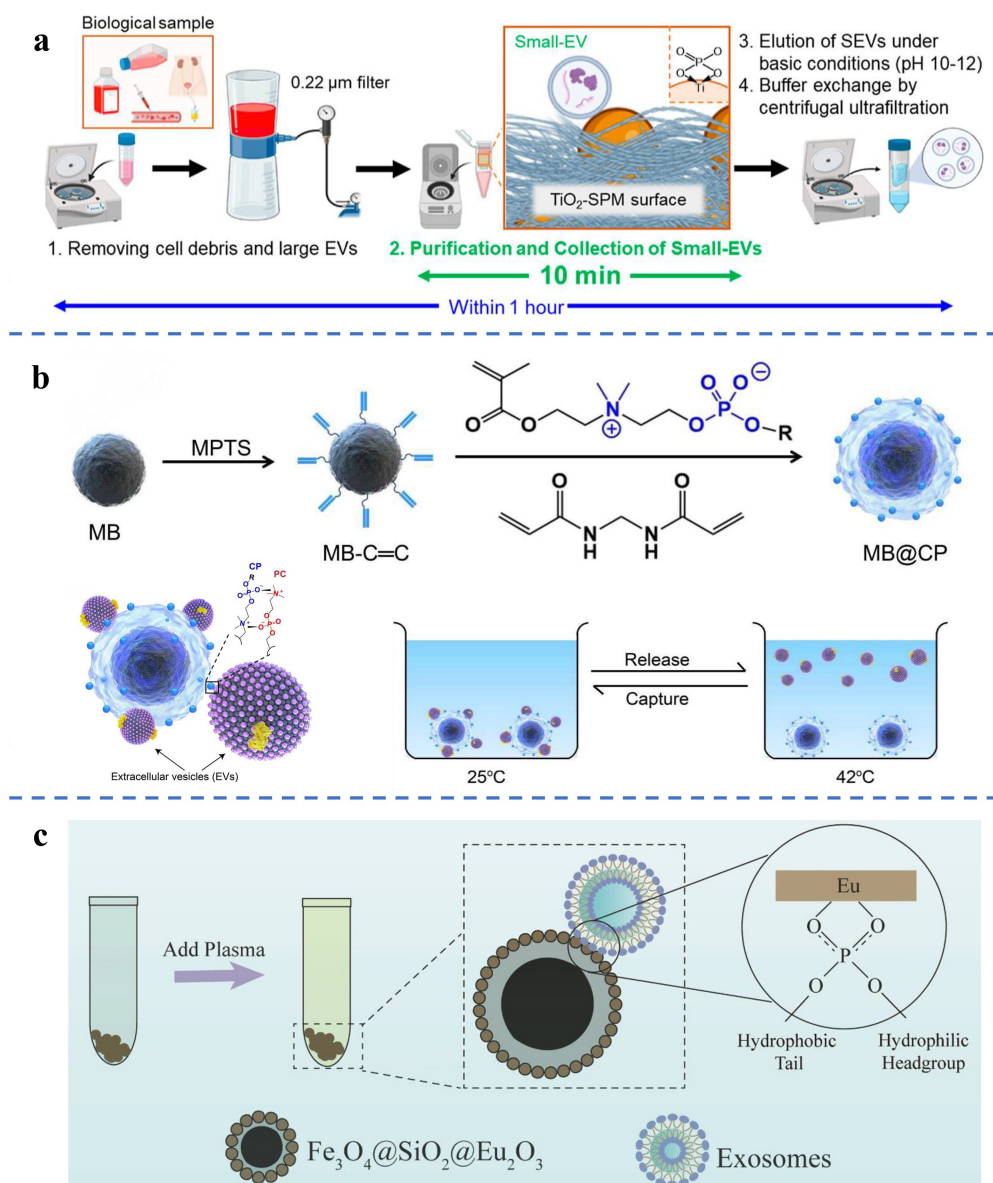 a
Biological sample
0.22 μm filter
Small-EV
O
O
P
O
O
Ti
TiO₂-SPM surface
3. Elution of SEVs under
basic conditions (pH 10-12)
4. Buffer exchange by
centrifugal ultrafiltration
1. Removing cell debris and large EVs
2. Purification and Collection of Small-EVs
10 min
Within 1 hour
b
MB
MPTS
MB-C=C
O
O
N
⊕
O
O
P
O
⊖
O
R
O
N
H
N
H
O
MB@CP
CP
PC
R
O
O
P
O⁻
O
N⁺
N⁺
O
O
P
O
O⁻
Extracellular vesicles (EVs)
Release
Capture
25°C
42°C
c
Add Plasma
Eu
O
O
P
O
O
Hydrophobic
Tail
Hydrophilic
Headgroup
Fe₃O₄@SiO₂@Eu₂O₃
Exosomes